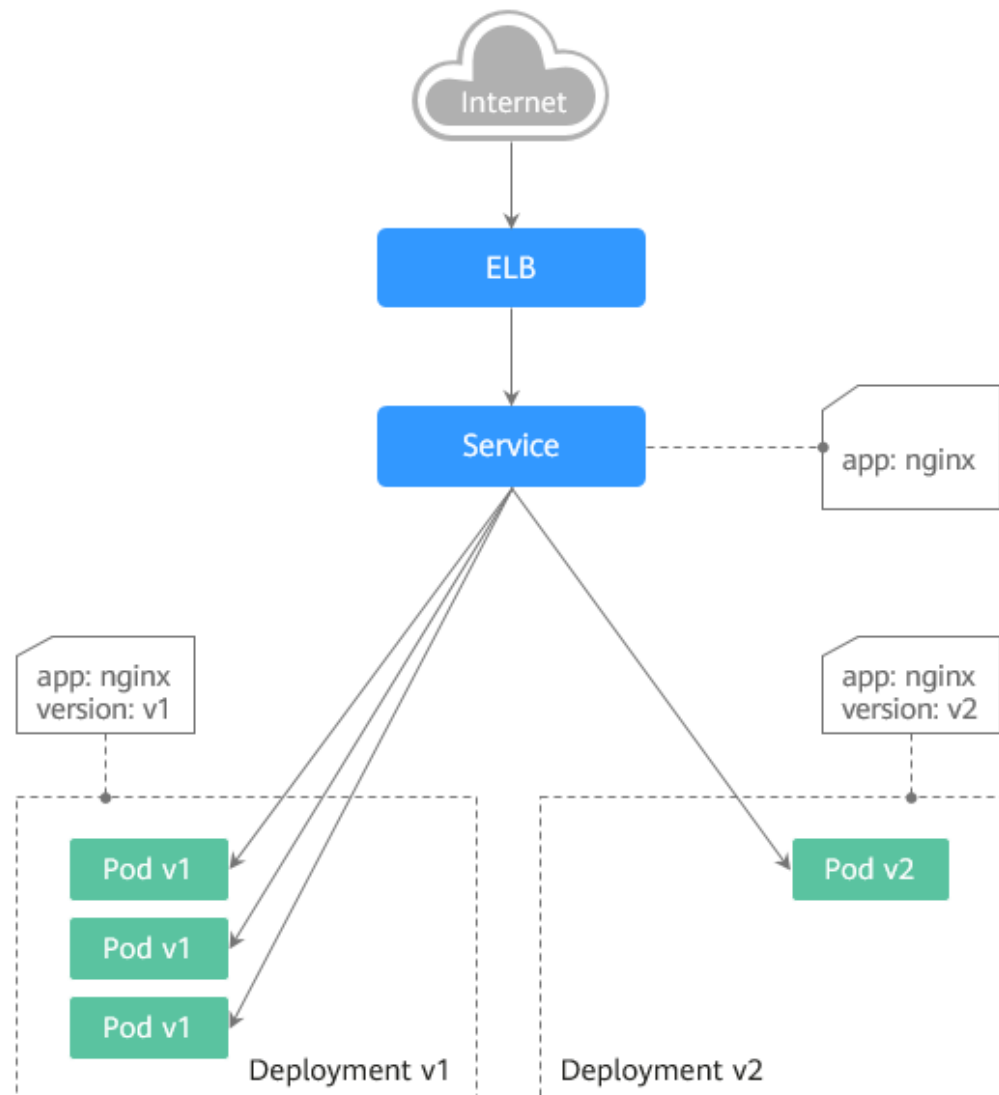 Internet
ELB
Service
app: nginx
app: nginx
version: v1
app: nginx
version: v2
Pod v1
Pod v2
Pod v1
Pod v1
Deployment v1
Deployment v2